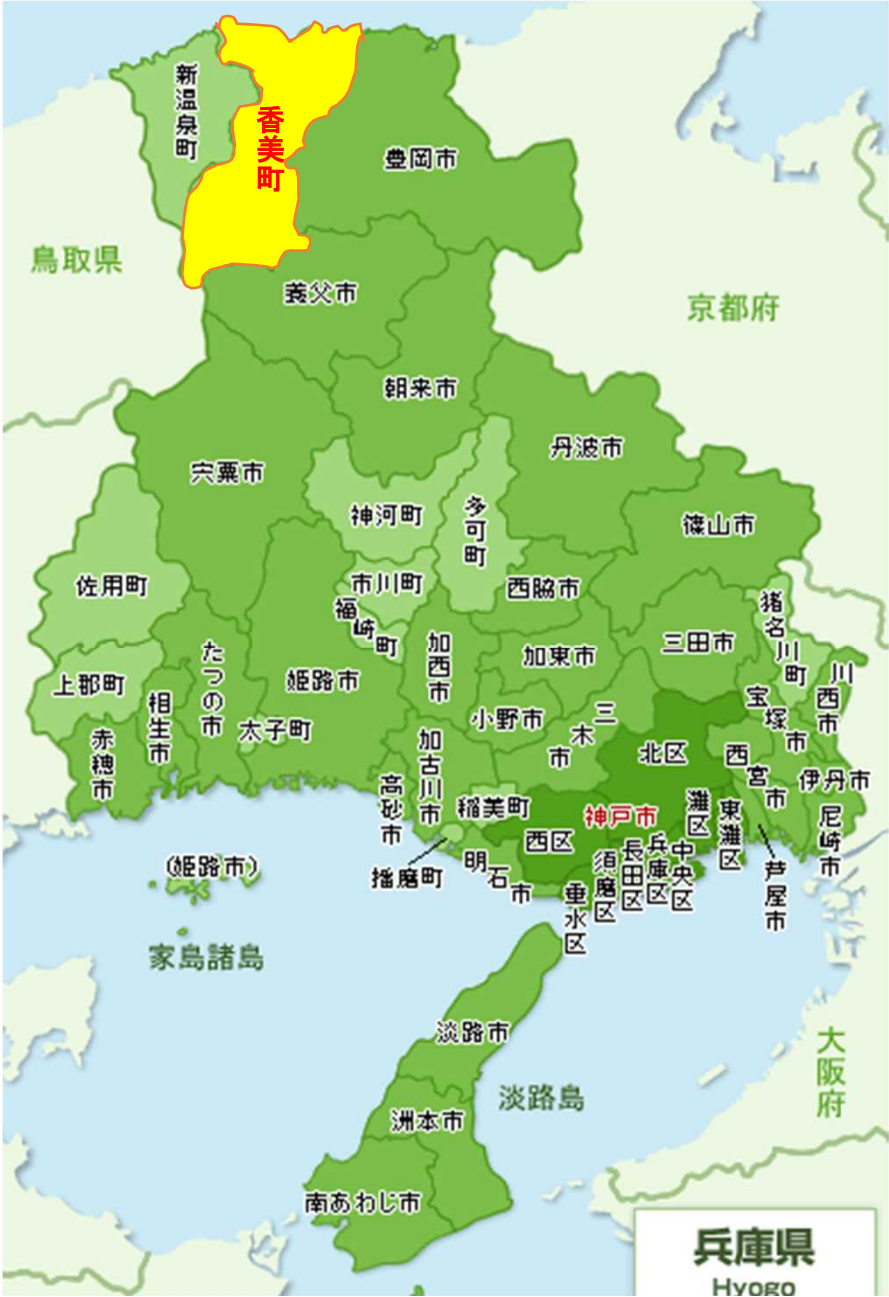 新温泉町
香美町
豊岡市
鳥取県
養父市
京都府
朝来市
丹波市
宍粟市
神河町
多可町
篠山市
佐用町
市川町
西脇市
猪名川町
福崎町
加西市
加東市
三田市
上郡町
たつの市
姫路市
川西市
相生市
小野市
三木市
宝塚市
赤穂市
太子町
加古川市
北区
西宮市
伊丹市
高砂市
稲美町
神戸市
灘区
東灘区
尼崎市
西区
播磨町
明石市
須磨区
長田区
兵庫区
中央区
芦屋市
垂水区
(姫路市)
家島諸島
淡路市
大阪府
淡路島
洲本市
南あわじ市
兵庫県
Hyogo